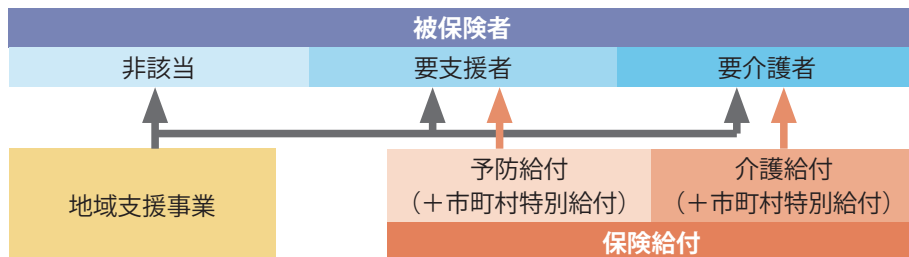 被保険者
非該当
要支援者
要介護者
地域支援事業
予防給付
（＋市町村特別給付）
介護給付
（＋市町村特別給付）
保険給付